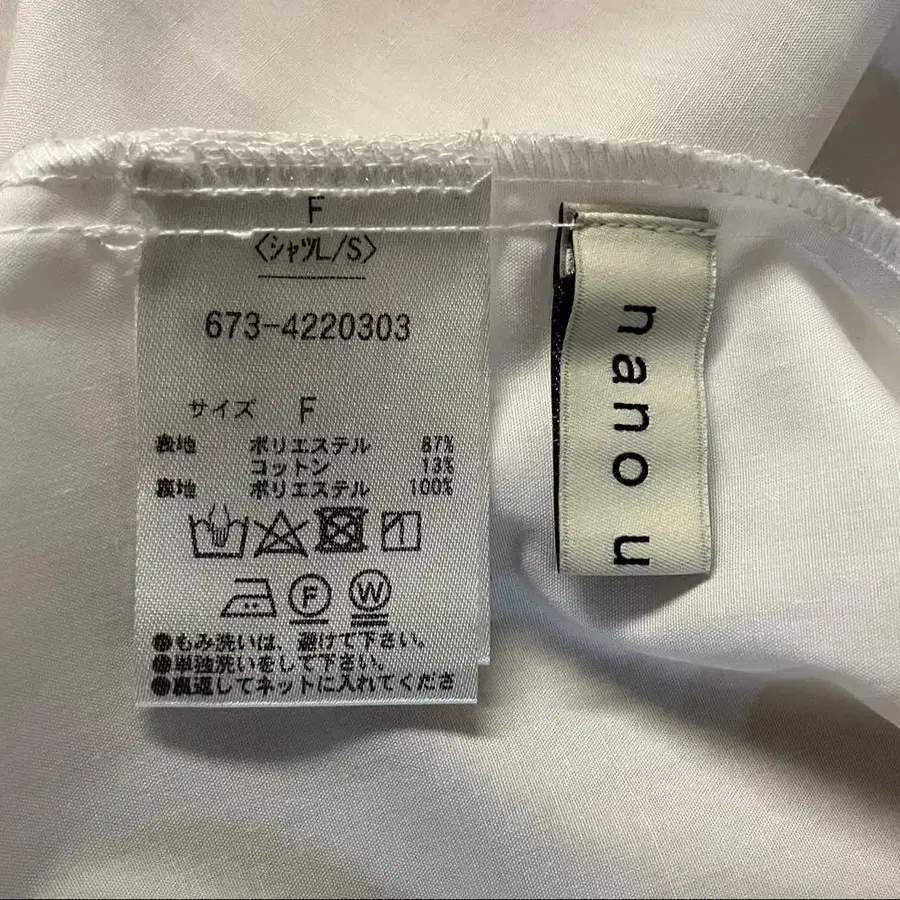 F
〈シャツL/S〉
673-4220303
サイズ F
表地 ポリエステル 87%
コットン 13%
裏地 ポリエステル 100%
F W
●もみ洗いは、避けて下さい。
●単独洗いをして下さい。
●裏返してネットに入れてくださ
nano u